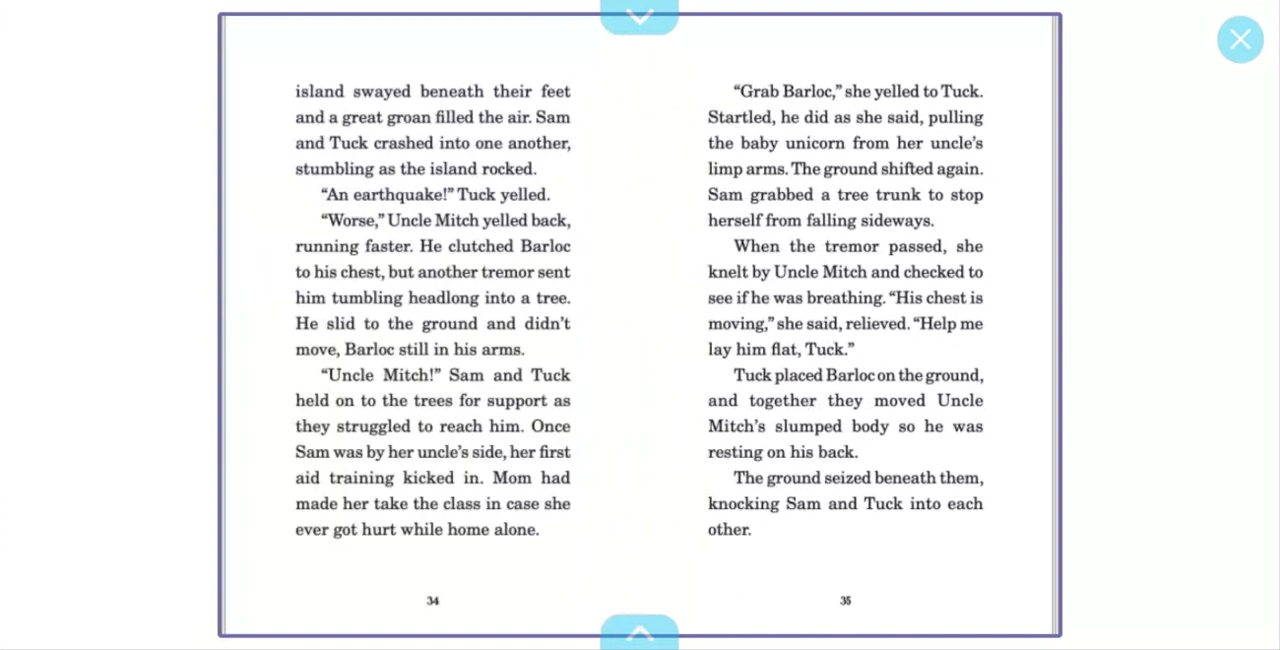 island swayed beneath their feet
and a great groan filled the air. Sam
and Tuck crashed into one another,
stumbling as the island rocked.
“An earthquake!” Tuck yelled.
“Worse,” Uncle Mitch yelled back,
running faster. He clutched Barloc
to his chest, but another tremor sent
him tumbling headlong into a tree.
He slid to the ground and didn’t
move, Barloc still in his arms.
“Uncle Mitch!” Sam and Tuck
held on to the trees for support as
they struggled to reach him. Once
Sam was by her uncle’s side, her first
aid training kicked in. Mom had
made her take the class in case she
ever got hurt while home alone.
34
“Grab Barloc,” she yelled to Tuck.
Startled, he did as she said, pulling
the baby unicorn from her uncle’s
limp arms. The ground shifted again.
Sam grabbed a tree trunk to stop
herself from falling sideways.
When the tremor passed, she
knelt by Uncle Mitch and checked to
see if he was breathing. “His chest is
moving,” she said, relieved. “Help me
lay him flat, Tuck.”
Tuck placed Barloc on the ground,
and together they moved Uncle
Mitch’s slumped body so he was
resting on his back.
The ground seized beneath them,
knocking Sam and Tuck into each
other.
35